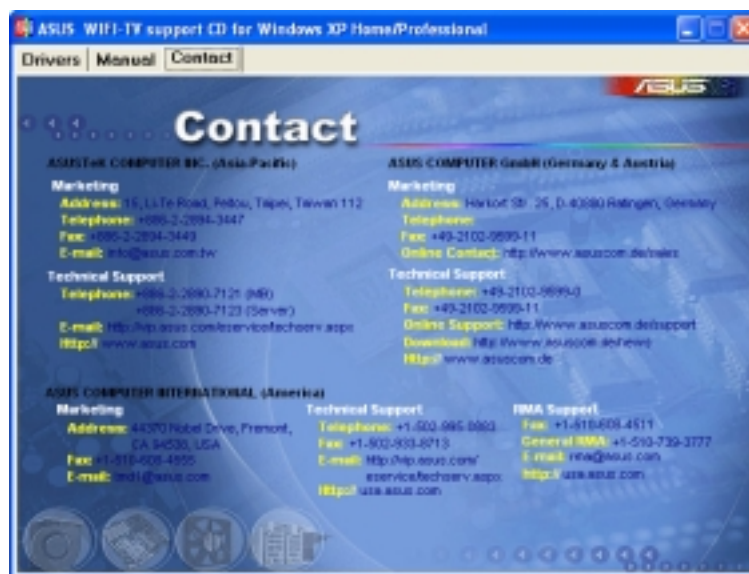 ASUS WIFI-TV support CD for Windows XP Home/Professional
Drivers Manual Contact
ASUS
Contact
ASUSTeK COMPUTER INC. (Asia-Pacific)
Marketing
Address: 15, Li-Te Road, Peitou, Taipei, Taiwan 112
Telephone: +886-2-2894-3447
Fax: +886-2-2894-3449
E-mail: info@asus.com.tw
Technical Support
Telephone: +886-2-2890-7121 (MB)
+886-2-2890-7123 (Server)
E-mail: http://vip.asus.com/eservice/techserv.aspx
Http:// www.asus.com
ASUS COMPUTER GmbH (Germany & Austria)
Marketing
Address: Harkort Str. 25, D-40880 Ratingen, Germany
Telephone:
Fax: +49-2102-9599-11
Online Contact: http://www.asuscom.de/sales
Technical Support
Telephone: +49-2102-9599-0
Fax: +49-2102-9599-11
Online Support: http://www.asuscom.de/support
Download: http://www.asuscom.de/news
Http:// www.asuscom.de
ASUS COMPUTER INTERNATIONAL (America)
Marketing
Address: 44370 Nobel Drive, Fremont,
CA 94538, USA
Fax: +1-510-608-4555
E-mail: tmd1@asus.com
Technical Support
Telephone: +1-502-995-0883
Fax: +1-502-933-8713
E-mail: http://vip.asus.com/
eservice/techserv.aspx
Http:// usa.asus.com
RMA Support
Fax: +1-510-608-4511
General RMA: +1-510-739-3777
E-mail: rma@asus.com
Http:// usa.asus.com